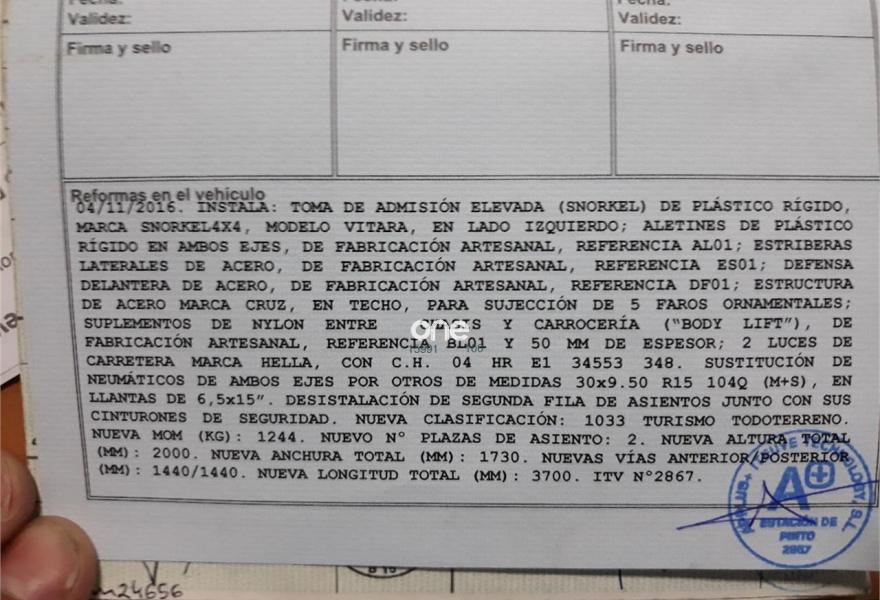 Validez:
Validez:
Validez:
Firma y sello
Firma y sello
Firma y sello
Reformas en el vehículo
04/11/2016. INSTALA: TOMA DE ADMISIÓN ELEVADA (SNORKEL) DE PLÁSTICO RÍGIDO,
MARCA SNORKEL4X4, MODELO VITARA, EN LADO IZQUIERDO; ALETINES DE PLÁSTICO
RÍGIDO EN AMBOS EJES, DE FABRICACIÓN ARTESANAL, REFERENCIA AL01; ESTRIBERAS
LATERALES DE ACERO, DE FABRICACIÓN ARTESANAL, REFERENCIA ES01; DEFENSA
DELANTERA DE ACERO, DE FABRICACIÓN ARTESANAL, REFERENCIA DF01; ESTRUCTURA
DE ACERO MARCA CRUZ, EN TECHO, PARA SUJECCIÓN DE 5 FAROS ORNAMENTALES;
SUPLEMENTOS DE NYLON ENTRE Y CARROCERÍA ("BODY LIFT"), DE
FABRICACIÓN ARTESANAL, REFERENCIA BL01 Y 50 MM DE ESPESOR; 2 LUCES DE
CARRETERA MARCA HELLA, CON C.H. 04 HR E1 34553 348. SUSTITUCIÓN DE
NEUMÁTICOS DE AMBOS EJES POR OTROS DE MEDIDAS 30x9.50 R15 104Q (M+S), EN
LLANTAS DE 6,5x15". DESISTALACIÓN DE SEGUNDA FILA DE ASIENTOS JUNTO CON SUS
CINTURONES DE SEGURIDAD. NUEVA CLASIFICACIÓN: 1033 TURISMO TODOTERRENO.
NUEVA MOM (KG): 1244. NUEVO Nº PLAZAS DE ASIENTO: 2. NUEVA ALTURA TOTAL
(MM): 2000. NUEVA ANCHURA TOTAL (MM): 1730. NUEVAS VÍAS ANTERIOR/POSTERIOR
(MM): 1440/1440. NUEVA LONGITUD TOTAL (MM): 3700. ITV Nº2867.
one
A+
ESTACIÓN DE
PINTO
2867
24656